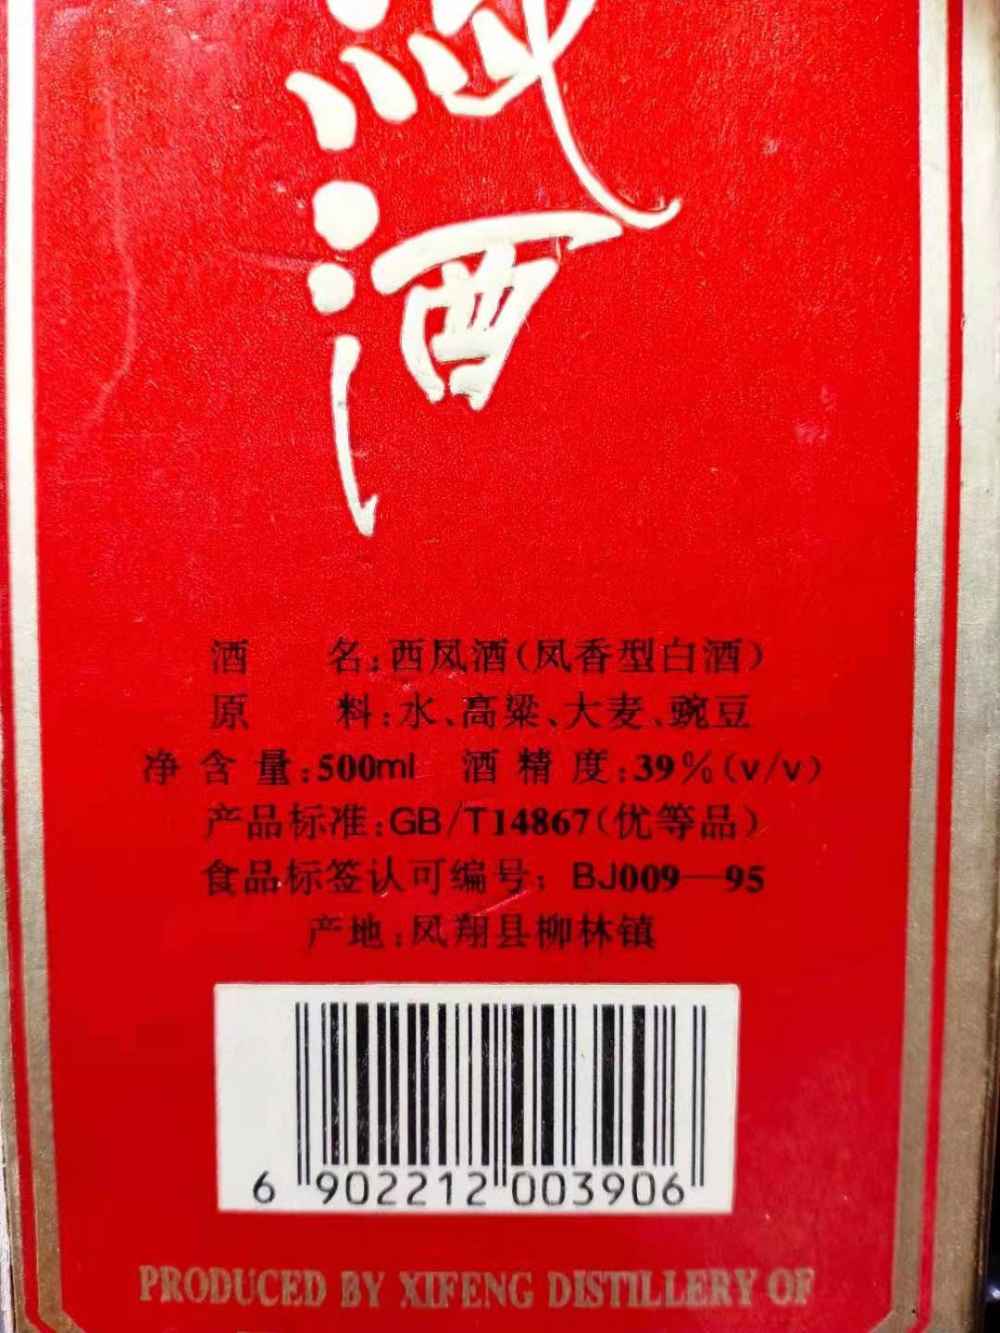 酒
酒　　名:西凤酒(凤香型白酒)
原　　料:水、高粱、大麦、豌豆
净含量:500ml　酒精度:39%(v/v)
产品标准:GB/T14867(优等品)
食品标签认可编号: BJ009—95
产地:凤翔县柳林镇
6 902212 003906
PRODUCED BY XIFENG DISTILLERY OF